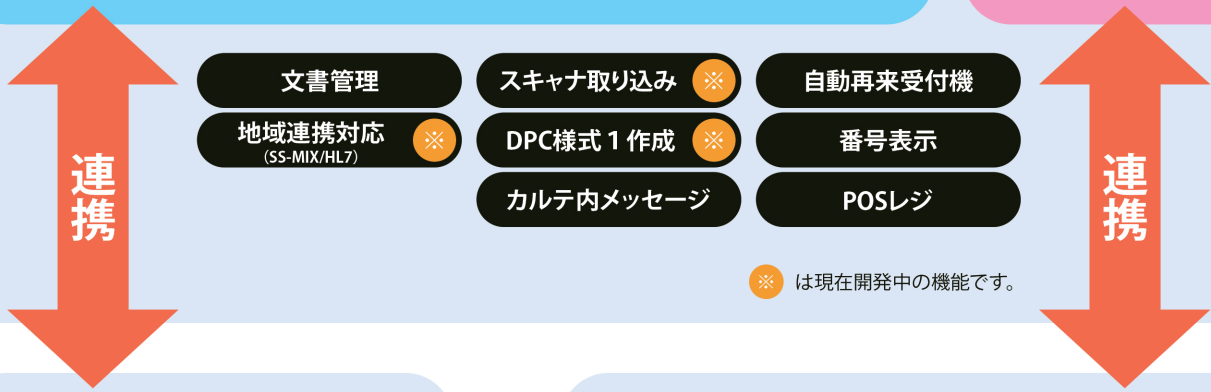 文書管理
スキャナ取り込み ※
自動再来受付機
地域連携対応 ※
(SS-MIX/HL7)
DPC様式1作成 ※
番号表示
カルテ内メッセージ
POSレジ
連携
連携
※ は現在開発中の機能です。